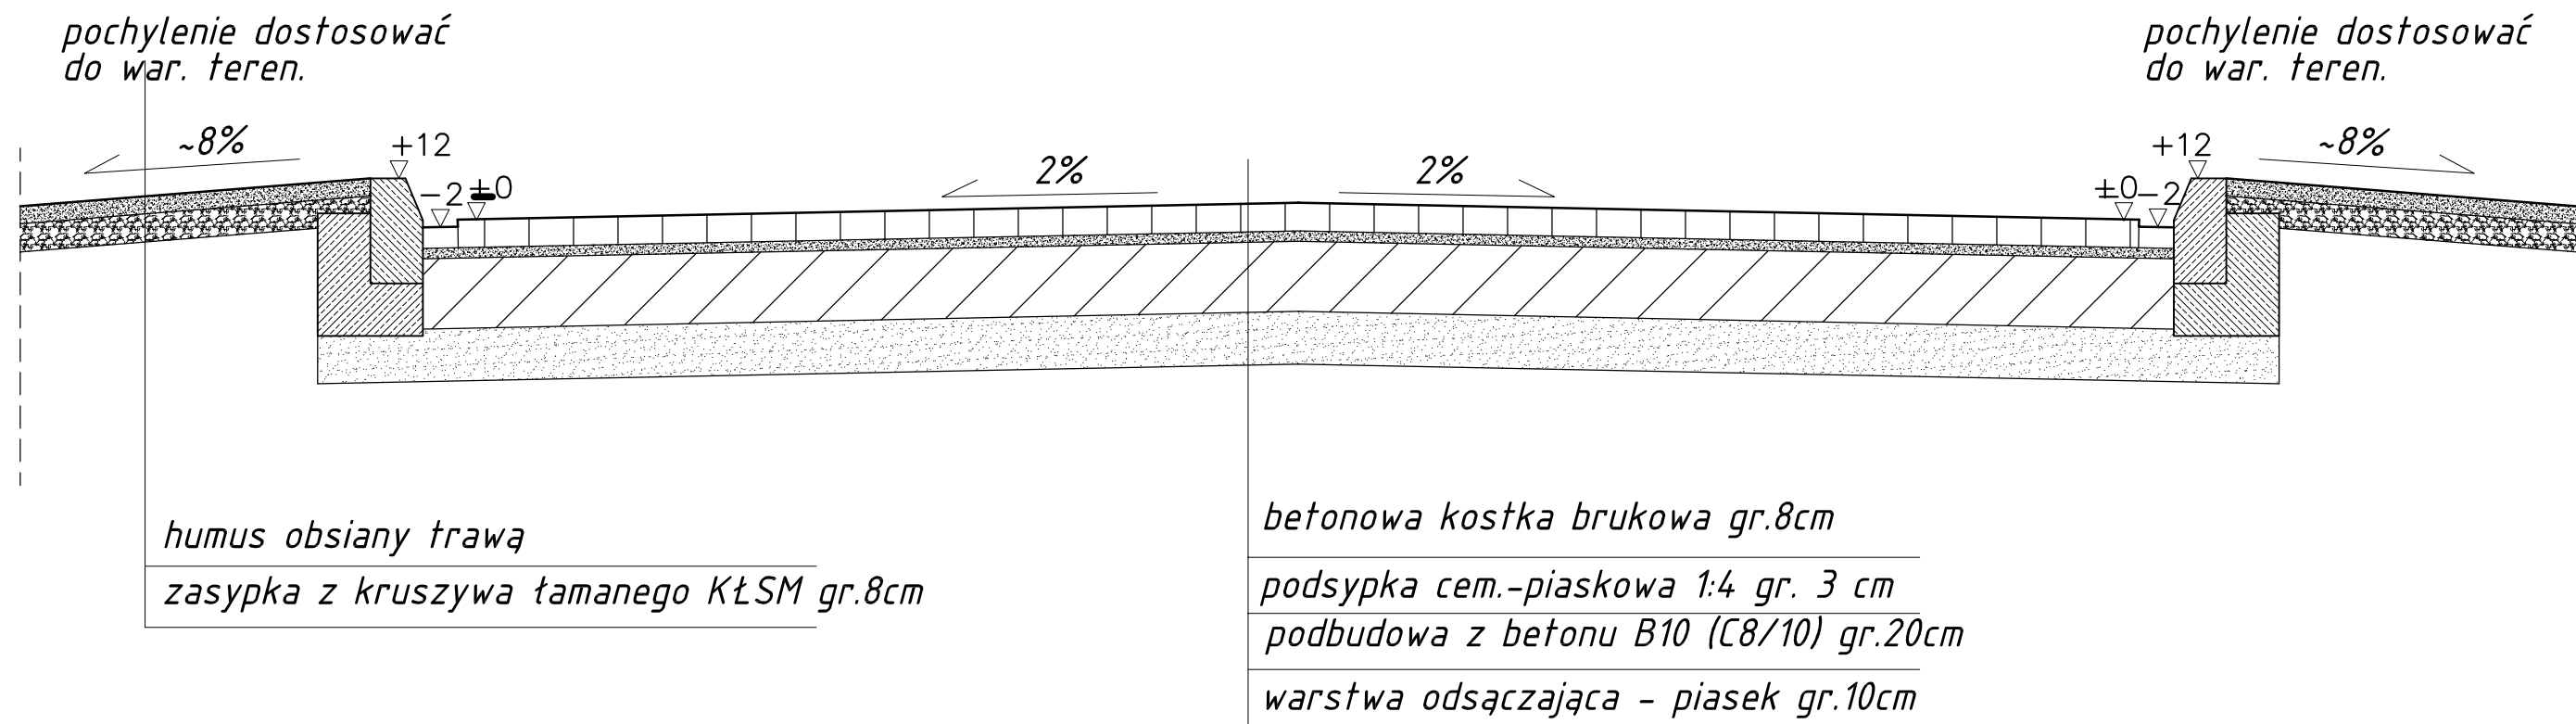 pochylenie dostosować
do war. teren.
pochylenie dostosować
do war. teren.
~8%
+12
-2
±0
2%
2%
+12
±0
-2
~8%
humus obsiany trawą
zasypka z kruszywa łamanego KŁSM gr.8cm
betonowa kostka brukowa gr.8cm
podsypka cem.-piaskowa 1:4 gr. 3 cm
podbudowa z betonu B10 (C8/10) gr.20cm
warstwa odsączająca - piasek gr.10cm